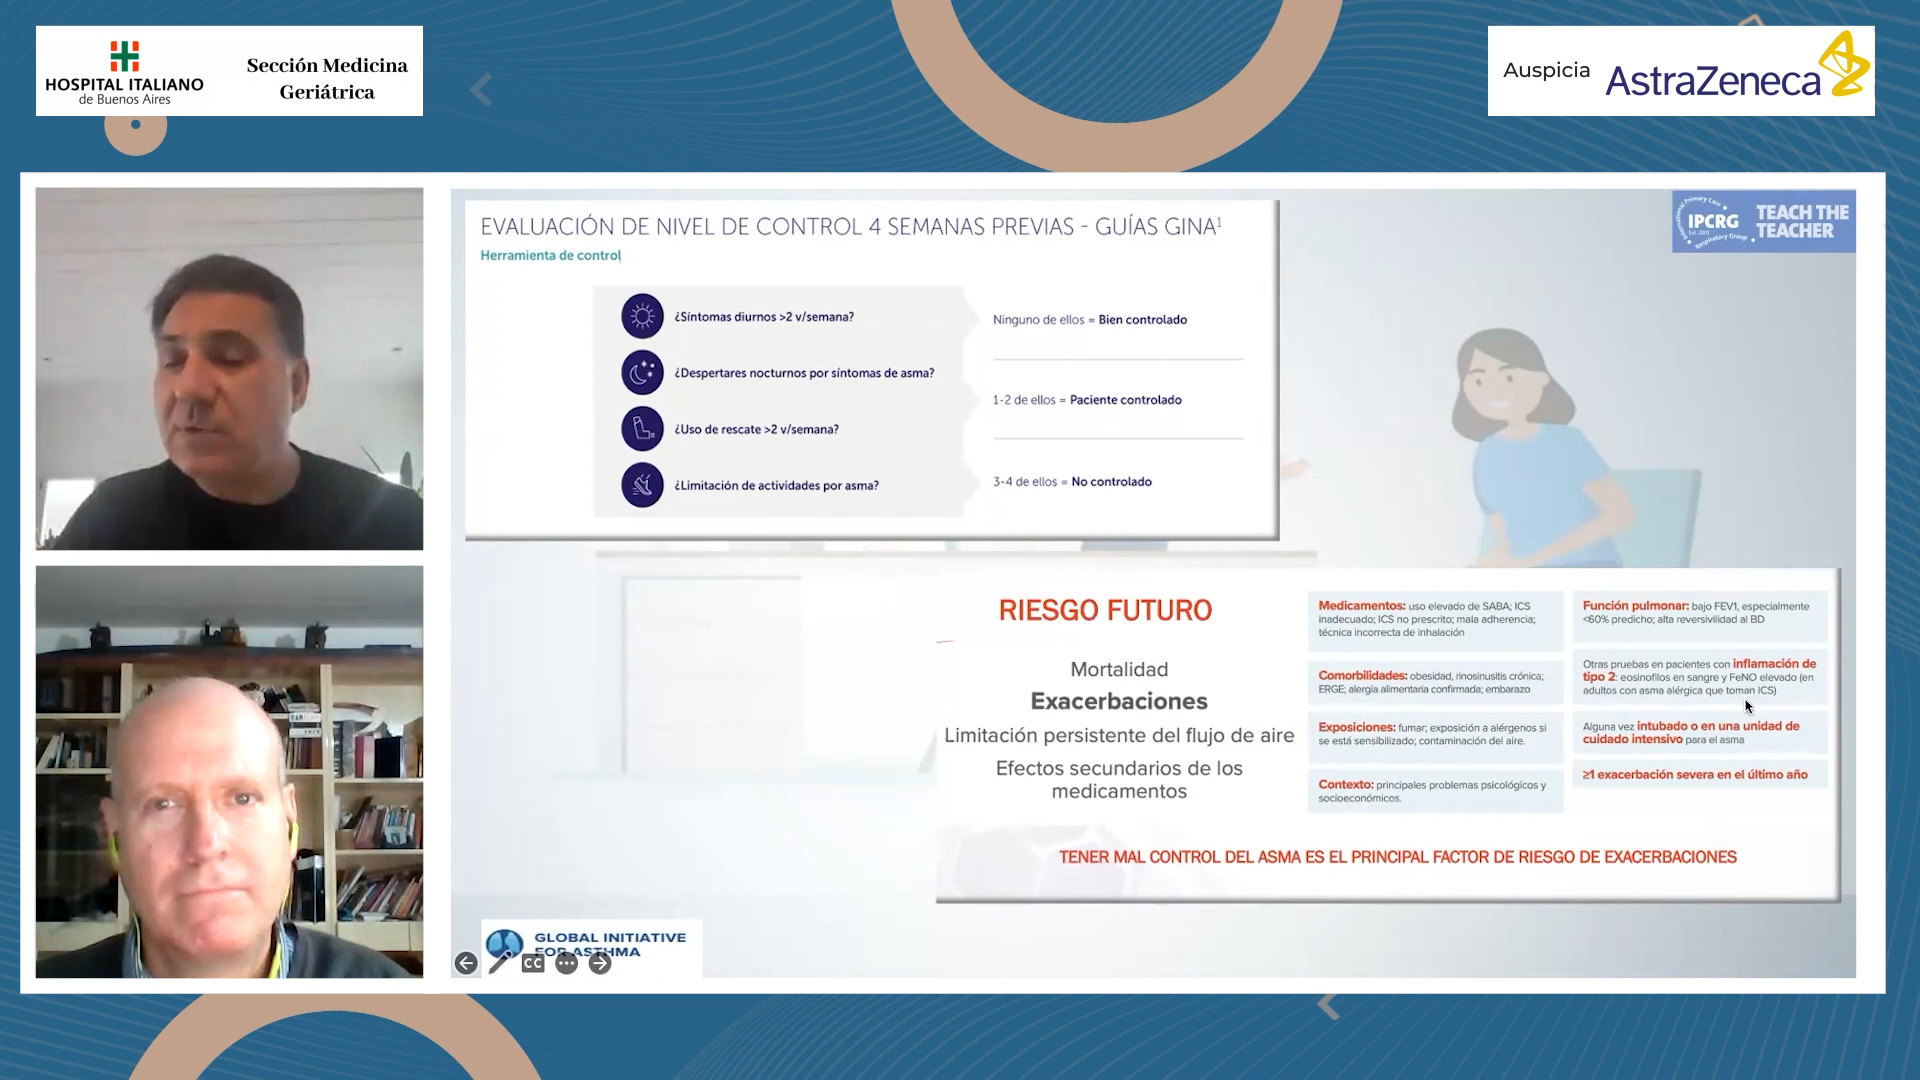 HOSPITAL ITALIANO
de Buenos Aires
Sección Medicina
Geriátrica
Auspicia AstraZeneca
IPCRG
International Primary Care
Est. 2001
Respiratory Group
TEACH THE
TEACHER
EVALUACIÓN DE NIVEL DE CONTROL 4 SEMANAS PREVIAS - GUÍAS GINA¹
Herramienta de control
¿Síntomas diurnos >2 v/semana?
¿Despertares nocturnos por síntomas de asma?
¿Uso de rescate >2 v/semana?
¿Limitación de actividades por asma?
Ninguno de ellos = Bien controlado
1-2 de ellos = Paciente controlado
3-4 de ellos = No controlado
RIESGO FUTURO
Mortalidad
Exacerbaciones
Limitación persistente del flujo de aire
Efectos secundarios de los
medicamentos
Medicamentos: uso elevado de SABA; ICS
inadecuado; ICS no prescrito; mala adherencia;
técnica incorrecta de inhalación
Comorbilidades: obesidad, rinosinusitis crónica;
ERGE; alergia alimentaria confirmada; embarazo
Exposiciones: fumar; exposición a alérgenos si
se está sensibilizado; contaminación del aire.
Contexto: principales problemas psicológicos y
socioeconómicos.
Función pulmonar: bajo FEV1, especialmente
<60% predicho; alta reversivilidad al BD
Otras pruebas en pacientes con inflamación de
tipo 2: eosinofilos en sangre y FeNO elevado (en
adultos con asma alérgica que toman ICS)
Alguna vez intubado o en una unidad de
cuidado intensivo para el asma
≥1 exacerbación severa en el último año
TENER MAL CONTROL DEL ASMA ES EL PRINCIPAL FACTOR DE RIESGO DE EXACERBACIONES
GLOBAL INITIATIVE
FOR ASTHMA
CC